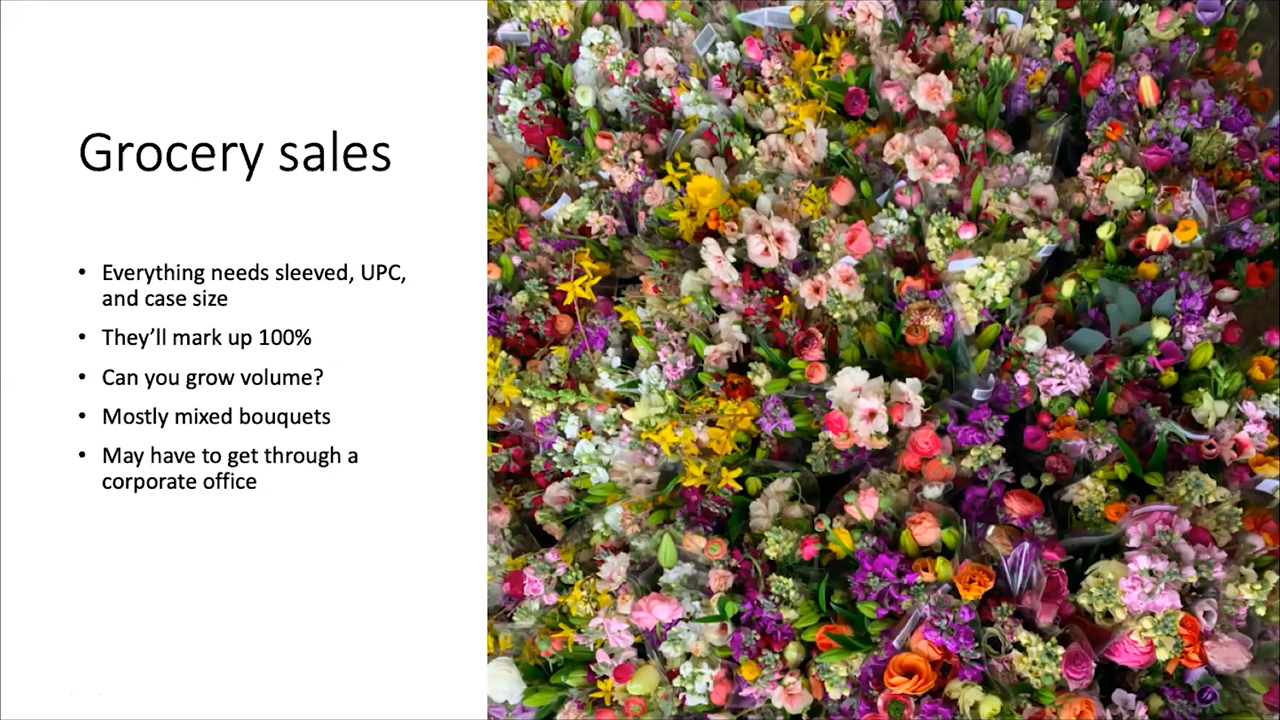 Grocery sales
• Everything needs sleeved, UPC,
and case size
• They’ll mark up 100%
• Can you grow volume?
• Mostly mixed bouquets
• May have to get through a
corporate office